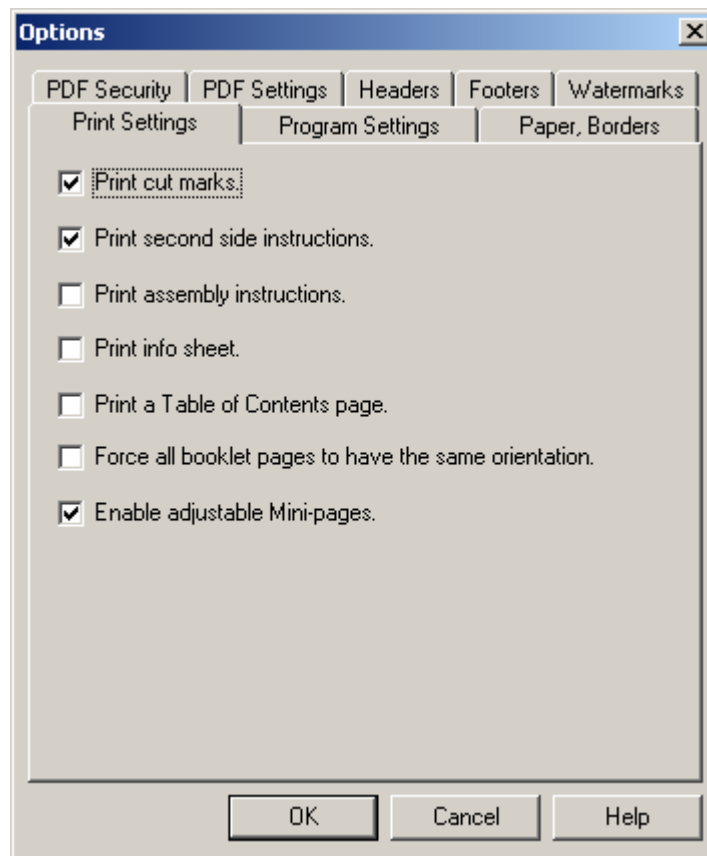 Options
PDF Security PDF Settings Headers Footers Watermarks
Print Settings Program Settings Paper, Borders
Print cut marks.
Print second side instructions.
Print assembly instructions.
Print info sheet.
Print a Table of Contents page.
Force all booklet pages to have the same orientation.
Enable adjustable Mini-pages.
OK Cancel Help